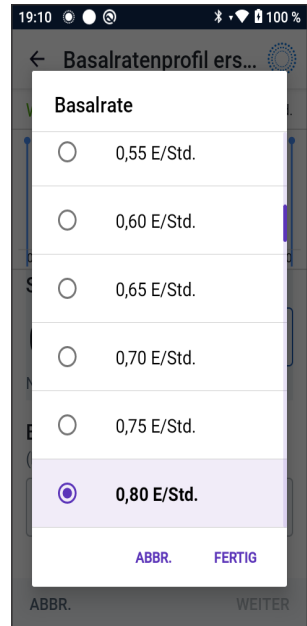 19:10 100 %
Basalratenprofil ers...
Basalrate
0,55 E/Std.
0,60 E/Std.
0,65 E/Std.
0,70 E/Std.
0,75 E/Std.
0,80 E/Std.
ABBR. FERTIG
ABBR. WEITER